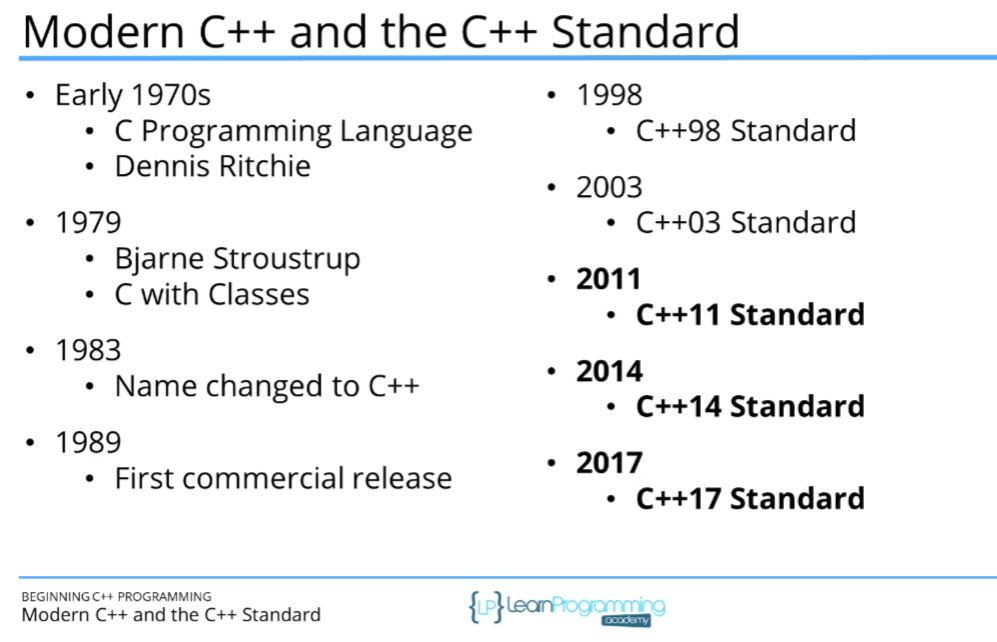 Modern C++ and the C++ Standard
• Early 1970s
• C Programming Language
• Dennis Ritchie
• 1979
• Bjarne Stroustrup
• C with Classes
• 1983
• Name changed to C++
• 1989
• First commercial release
• 1998
• C++98 Standard
• 2003
• C++03 Standard
• 2011
• C++11 Standard
• 2014
• C++14 Standard
• 2017
• C++17 Standard
BEGINNING C++ PROGRAMMING
Modern C++ and the C++ Standard
{LP} LearnProgramming
academy